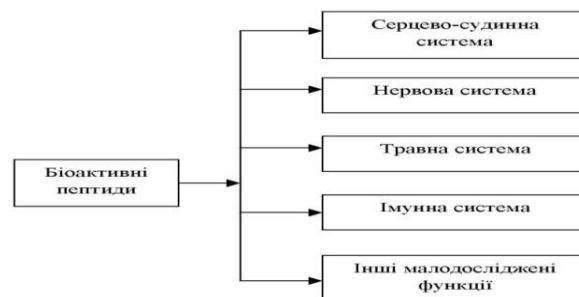 Біоактивні
пептиди
Серцево-судинна
система
Нервова система
Травна система
Імунна система
Інші малодосліджені
функції